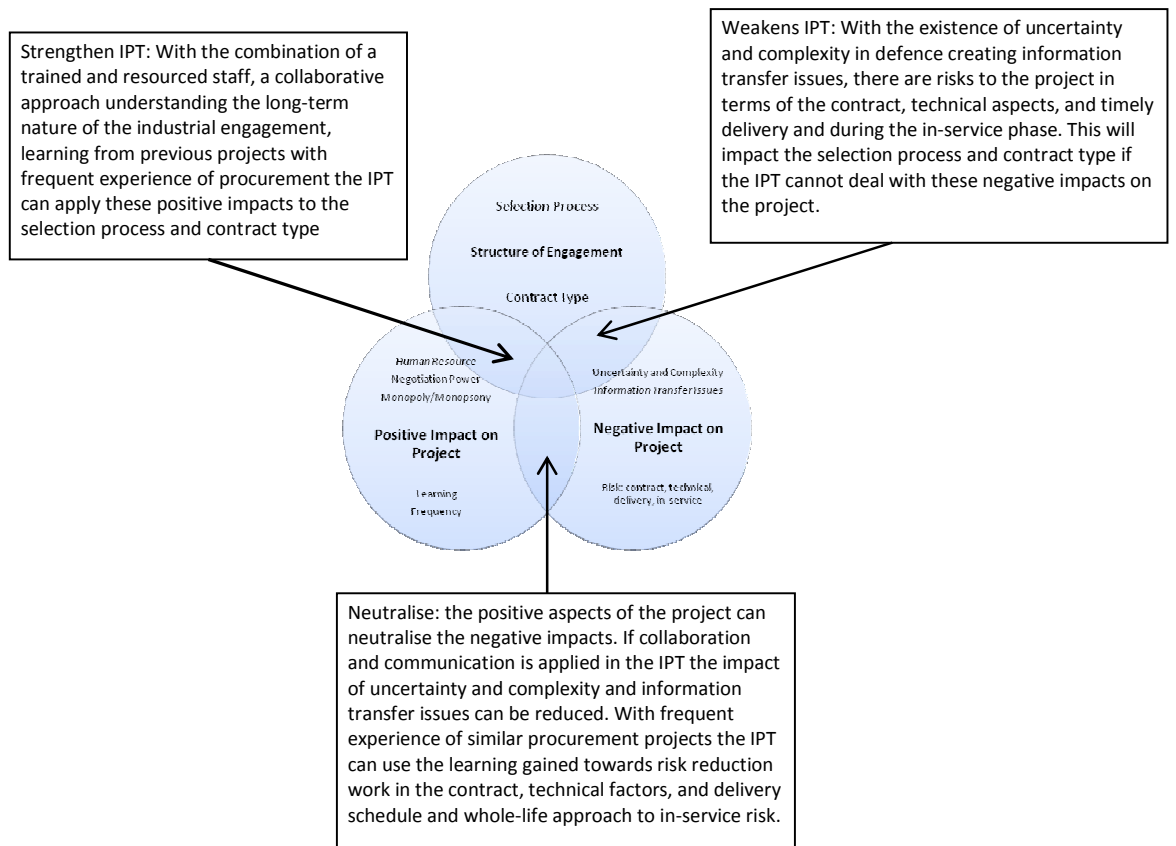 Strengthen IPT: With the combination of a
trained and resourced staff, a collaborative
approach understanding the long-term
nature of the industrial engagement,
learning from previous projects with
frequent experience of procurement the IPT
can apply these positive impacts to the
selection process and contract type
Weakens IPT: With the existence of uncertainty
and complexity in defence creating information
transfer issues, there are risks to the project in
terms of the contract, technical aspects, and timely
delivery and during the in-service phase. This will
impact the selection process and contract type if
the IPT cannot deal with these negative impacts on
the project.
Selection Process
Structure of Engagement
Contract Type
Human Resource
Negotiation Power
Monopoly/Monopsony
Positive Impact on
Project
Learning
Frequency
Uncertainty and Complexity
Information Transfer Issues
Negative Impact on
Project
Risk: contract, technical,
delivery, in-service
Neutralise: the positive aspects of the project can
neutralise the negative impacts. If collaboration
and communication is applied in the IPT the impact
of uncertainty and complexity and information
transfer issues can be reduced. With frequent
experience of similar procurement projects the IPT
can use the learning gained towards risk reduction
work in the contract, technical factors, and delivery
schedule and whole-life approach to in-service risk.